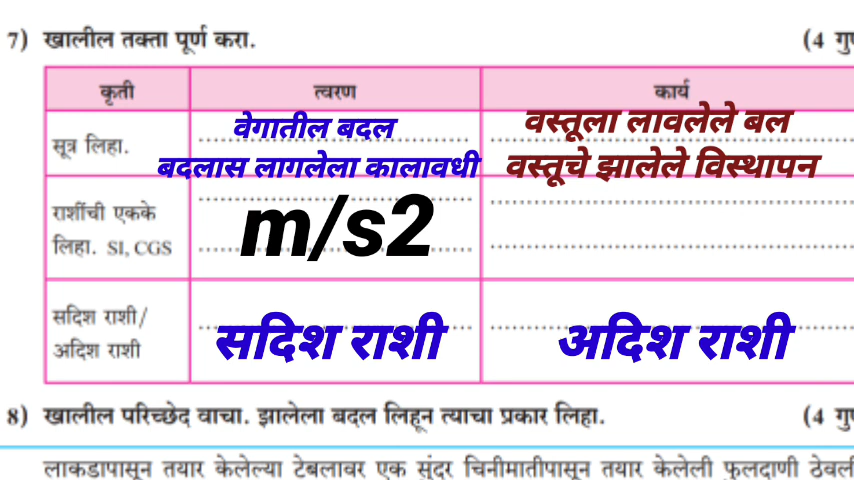 7) खालील तक्ता पूर्ण करा. (4 गु
कृती त्वरण कार्य
सूत्र लिहा. वेगातील बदल वस्तूला लावलेले बल
बदलास लागलेला कालावधी वस्तूचे झालेले विस्थापन
राशींची एकके
लिहा. SI, CGS m/s2
सदिश राशी/
अदिश राशी सदिश राशी अदिश राशी
8) खालील परिच्छेद वाचा. झालेला बदल लिहून त्याचा प्रकार लिहा. (4 गु
लाकडापासून तयार केलेल्या टेबलावर एक सुंदर चिनीमातीपासून तयार केलेली फुलदाणी ठेवली